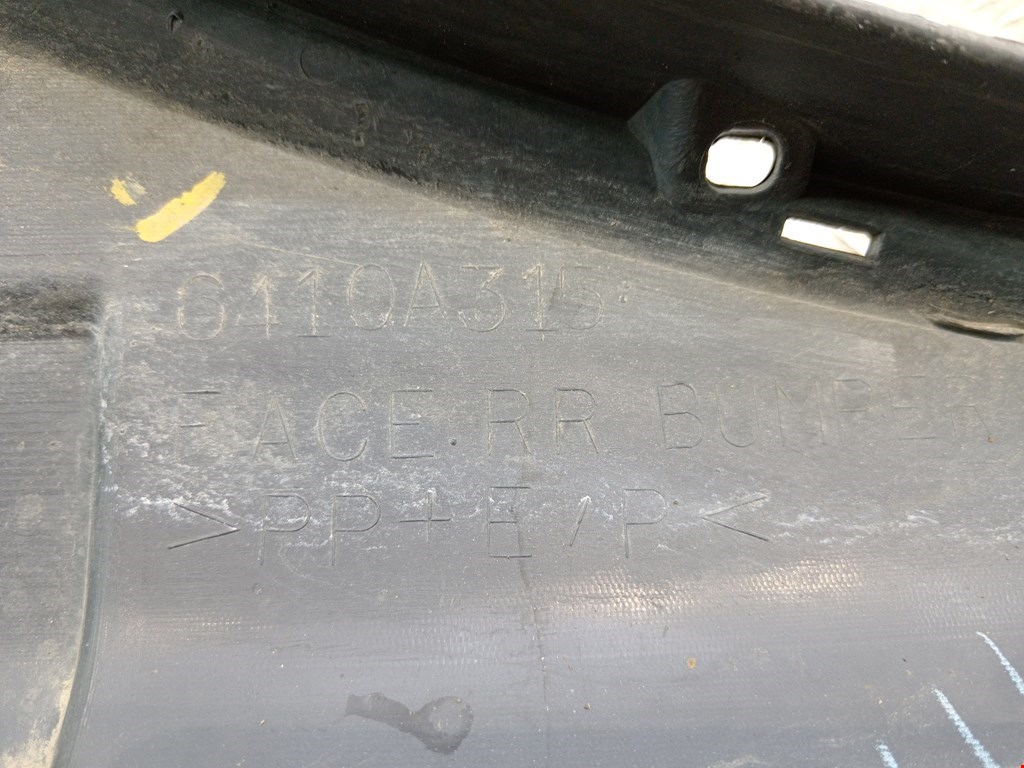 6410A315
FACE.RR BUMPER
>PP+E/P<